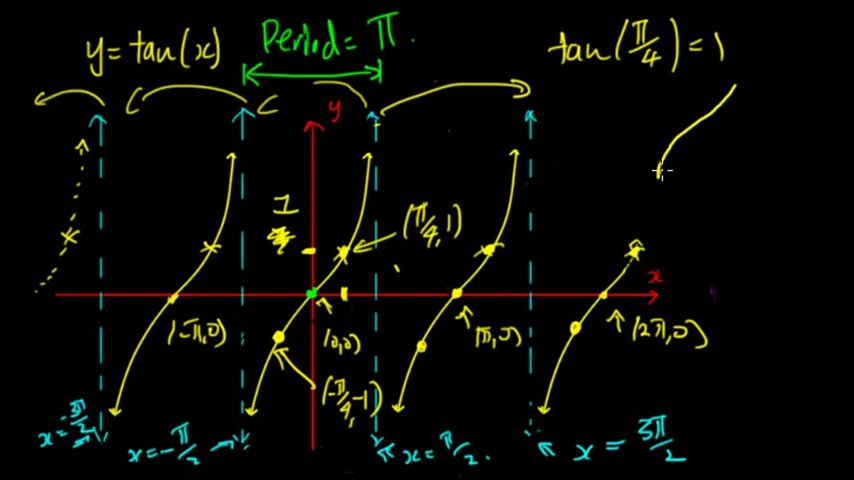 y = tan(x)
Period = π.
tan(π/4) = 1
y
1
(π/4, 1)
x
(-π, 0)
(0, 0)
(π, 0)
(2π, 0)
(-π/4, -1)
x = -3π/2
x = -π/2
x = π/2.
x = 3π/2